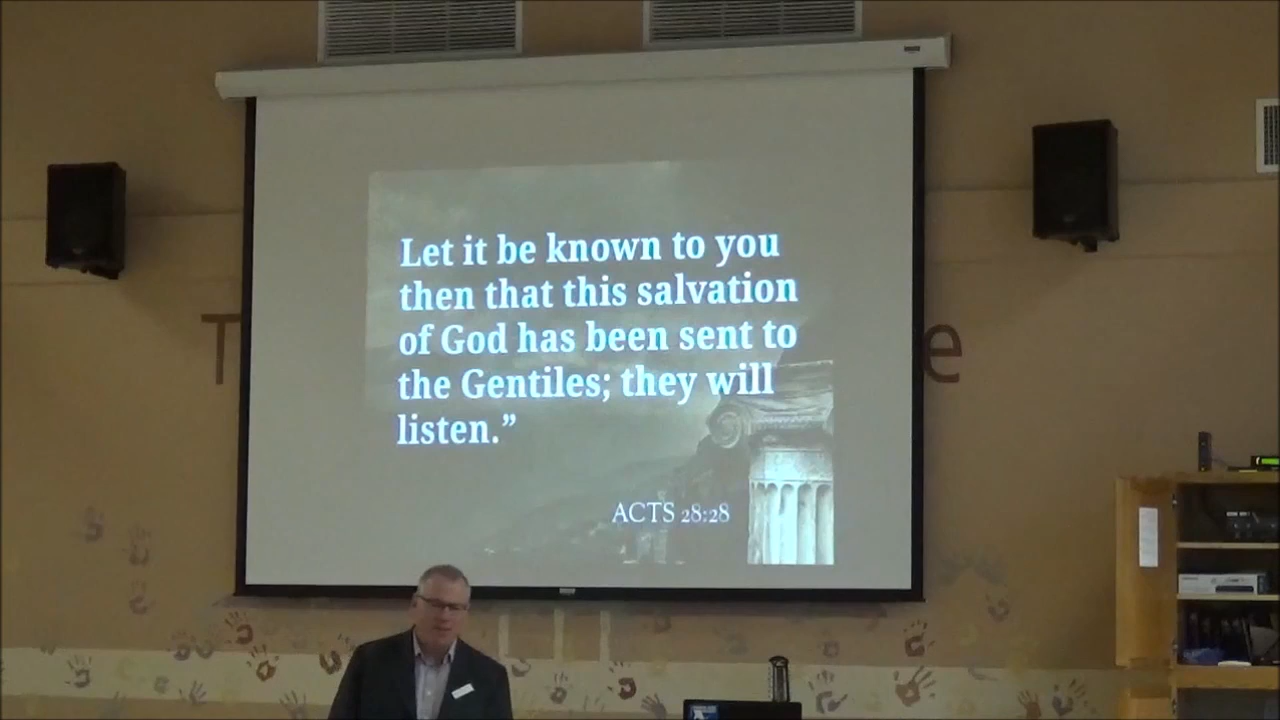 Let it be known to you
then that this salvation
of God has been sent to
the Gentiles; they will
listen.”
ACTS 28:28
T
e